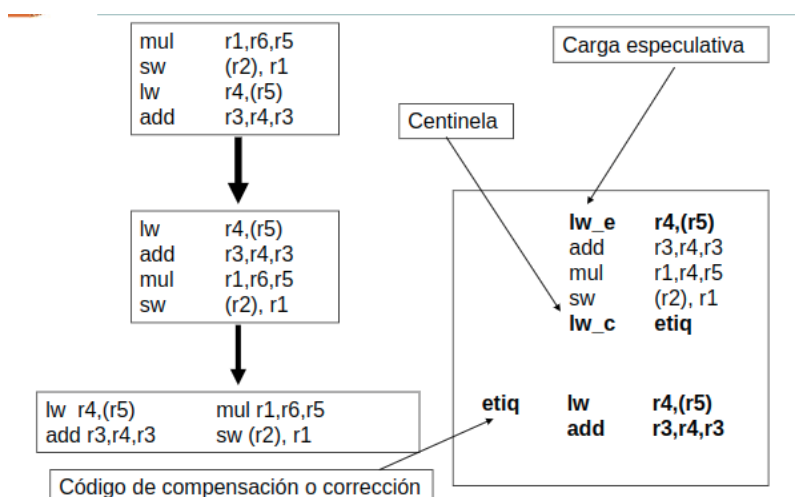 mul r1,r6,r5
sw (r2), r1
lw r4,(r5)
add r3,r4,r3
lw r4,(r5)
add r3,r4,r3
mul r1,r6,r5
sw (r2), r1
lw r4,(r5) mul r1,r6,r5
add r3,r4,r3 sw (r2), r1
Carga especulativa
Centinela
lw_e r4,(r5)
add r3,r4,r3
mul r1,r4,r5
sw (r2), r1
lw_c etiq
etiq lw r4,(r5)
add r3,r4,r3
Código de compensación o corrección